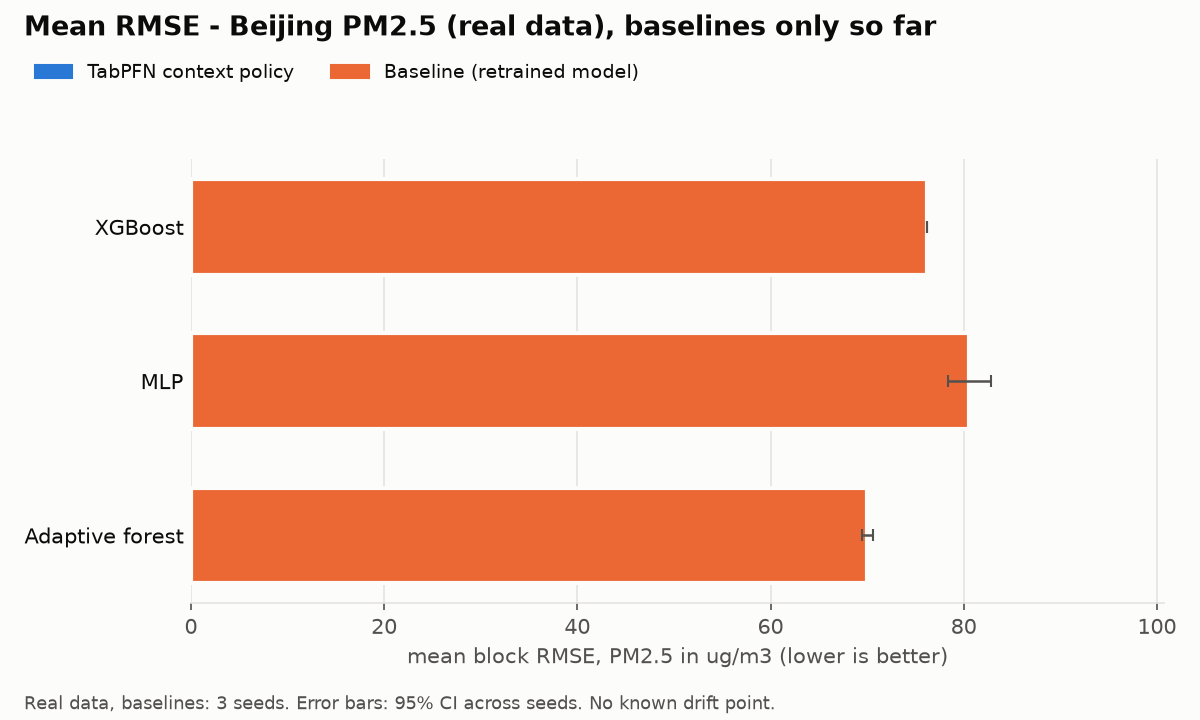 Mean RMSE - Beijing PM2.5 (real data), baselines only so far
TabPFN context policy
Baseline (retrained model)
XGBoost
MLP
Adaptive forest
0 20 40 60 80 100
mean block RMSE, PM2.5 in ug/m3 (lower is better)
Real data, baselines: 3 seeds. Error bars: 95% CI across seeds. No known drift point.